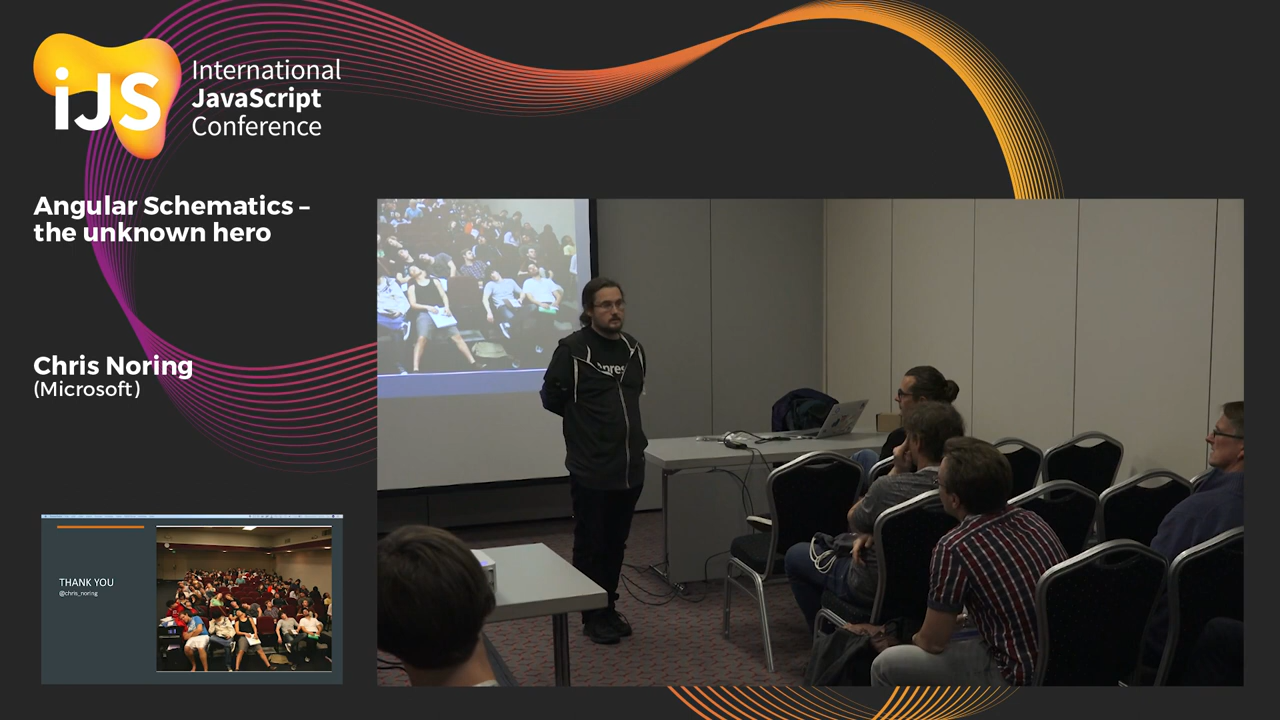 iJS
International
JavaScript
Conference
Angular Schematics –
the unknown hero
Chris Noring
(Microsoft)
THANK YOU
@chris_noring